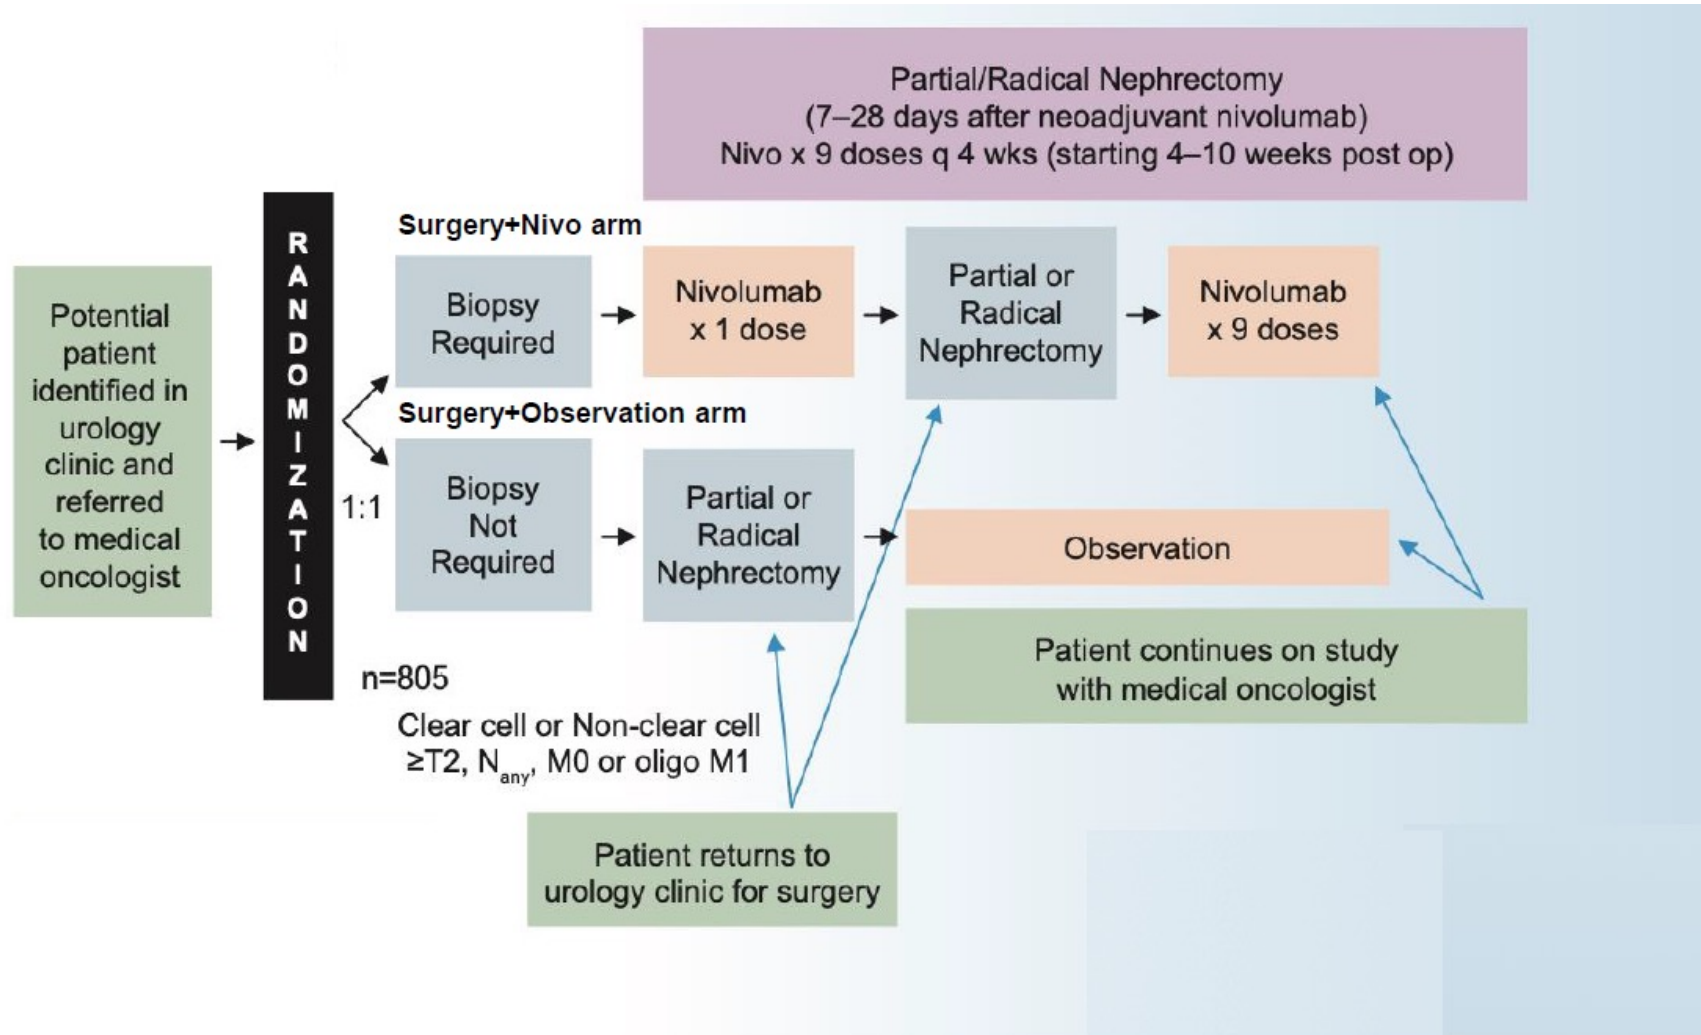 Partial/Radical Nephrectomy
(7–28 days after neoadjuvant nivolumab)
Nivo x 9 doses q 4 wks (starting 4–10 weeks post op)
Potential
patient
identified in
urology
clinic and
referred
to medical
oncologist
RANDOMIZATION
1:1
Surgery+Nivo arm
Biopsy
Required
Nivolumab
x 1 dose
Partial or
Radical
Nephrectomy
Nivolumab
x 9 doses
Surgery+Observation arm
Biopsy
Not
Required
Partial or
Radical
Nephrectomy
Observation
Patient continues on study
with medical oncologist
n=805
Clear cell or Non-clear cell
≥T2, Nany, M0 or oligo M1
Patient returns to
urology clinic for surgery